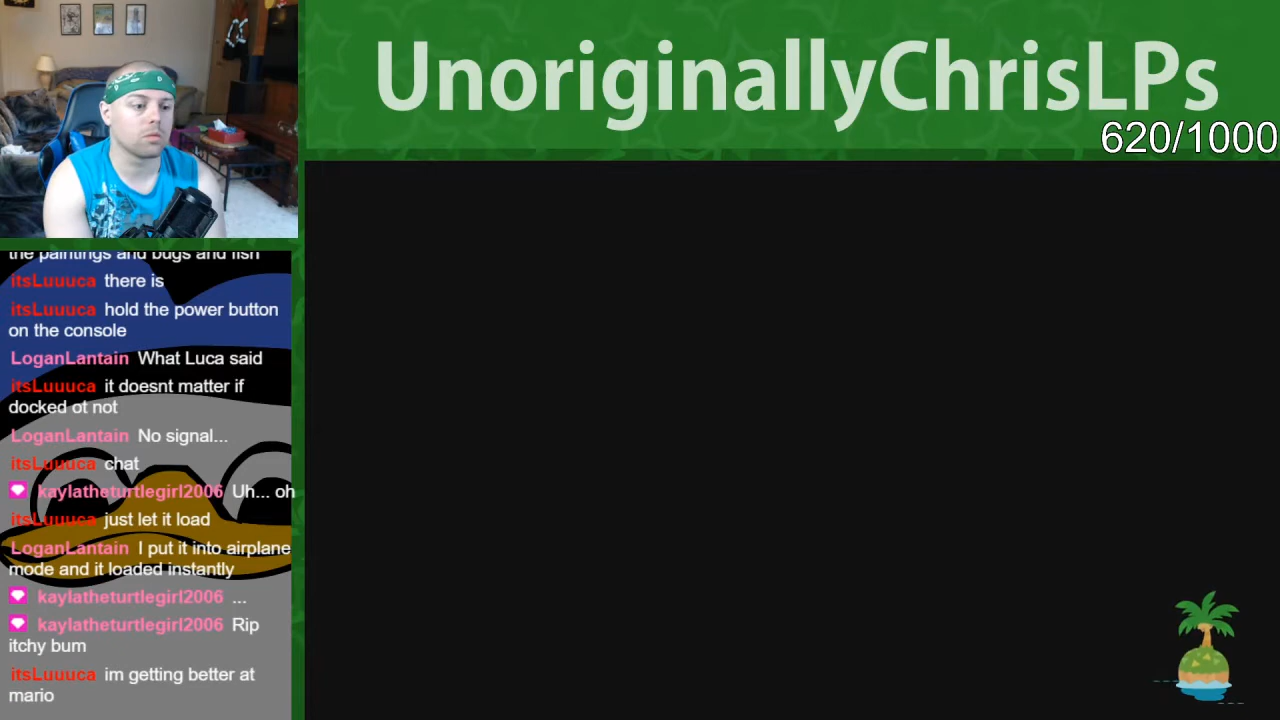 UnoriginallyChrisLPs
620/1000
the paintings and bugs and fish
itsLuuuca there is
itsLuuuca hold the power button
on the console
LoganLantain What Luca said
itsLuuuca it doesnt matter if
docked ot not
LoganLantain No signal...
itsLuuuca chat
kaylatheturtlegirl2006 Uh... oh
itsLuuuca just let it load
LoganLantain I put it into airplane
mode and it loaded instantly
kaylatheturtlegirl2006 ...
kaylatheturtlegirl2006 Rip
itchy bum
itsLuuuca im getting better at
mario